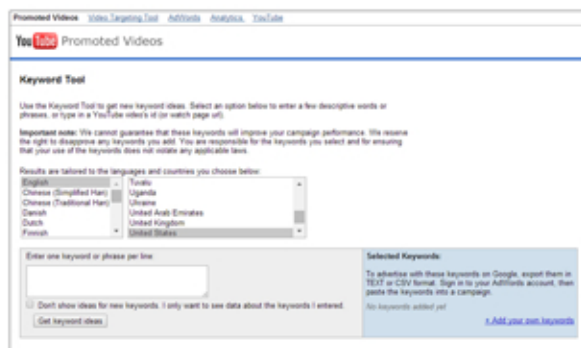 Promoted Videos Video Targeting Tool AdWords Analytics YouTube
YouTube Promoted Videos
Keyword Tool
Use the Keyword Tool to get new keyword ideas. Select an option below to enter a few descriptive words or
phrases, or type in a YouTube video's id (or watch page url).
Important note: We cannot guarantee that these keywords will improve your campaign performance. We reserve
the right to disapprove any keywords you add. You are responsible for the keywords you select and for ensuring
that your use of the keywords does not violate any applicable laws.
Results are tailored to the languages and countries you choose below:
English
Chinese (Simplified Han)
Chinese (Traditional Han)
Danish
Dutch
Finnish
Tuvalu
Uganda
Ukraine
United Arab Emirates
United Kingdom
United States
Enter one keyword or phrase per line
Don't show ideas for new keywords. I only want to see data about the keywords I entered.
Get keyword ideas
Selected Keywords:
To advertise with these keywords on Google, export them in
TEXT or CSV format. Sign in to your AdWords account, then
paste the keywords into a campaign.
No keywords added yet
+ Add your own keywords